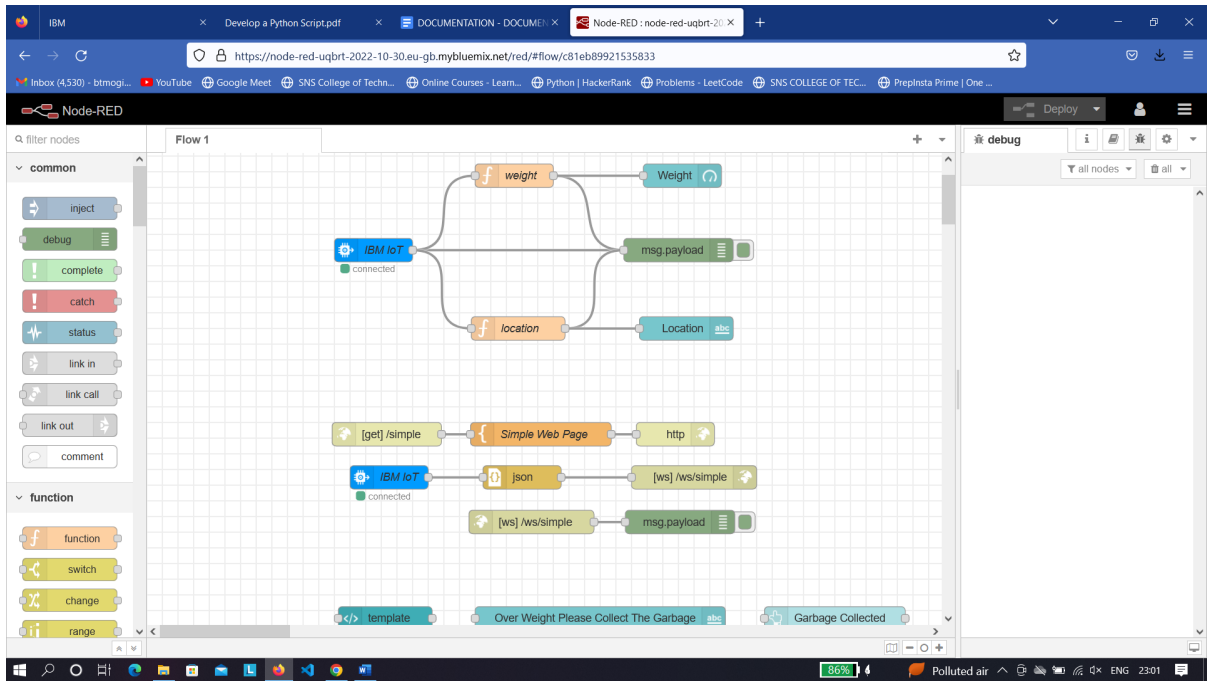 IBM
Develop a Python Script.pdf
DOCUMENTATION - DOCUMEN
Node-RED : node-red-uqbrt-20
https://node-red-uqbrt-2022-10-30.eu-gb.mybluemix.net/red/#flow/c81eb89921535833
Inbox (4,530) - btmogi...
YouTube
Google Meet
SNS College of Techn...
Online Courses - Learn...
Python | HackerRank
Problems - LeetCode
SNS COLLEGE OF TEC...
PrepInsta Prime | One ...
Node-RED
Deploy
filter nodes
Flow 1
debug
i
all nodes
all
common
inject
debug
complete
catch
status
link in
link call
link out
comment
function
function
switch
change
range
weight
Weight
abc
IBM IoT
connected
msg.payload
location
Location
[get] /simple
Simple Web Page
http
IBM IoT
connected
json
[ws] /ws/simple
[ws] /ws/simple
msg.payload
template
Over Weight Please Collect The Garbage
abc
Garbage Collected
86%
Polluted air
ENG
23:01